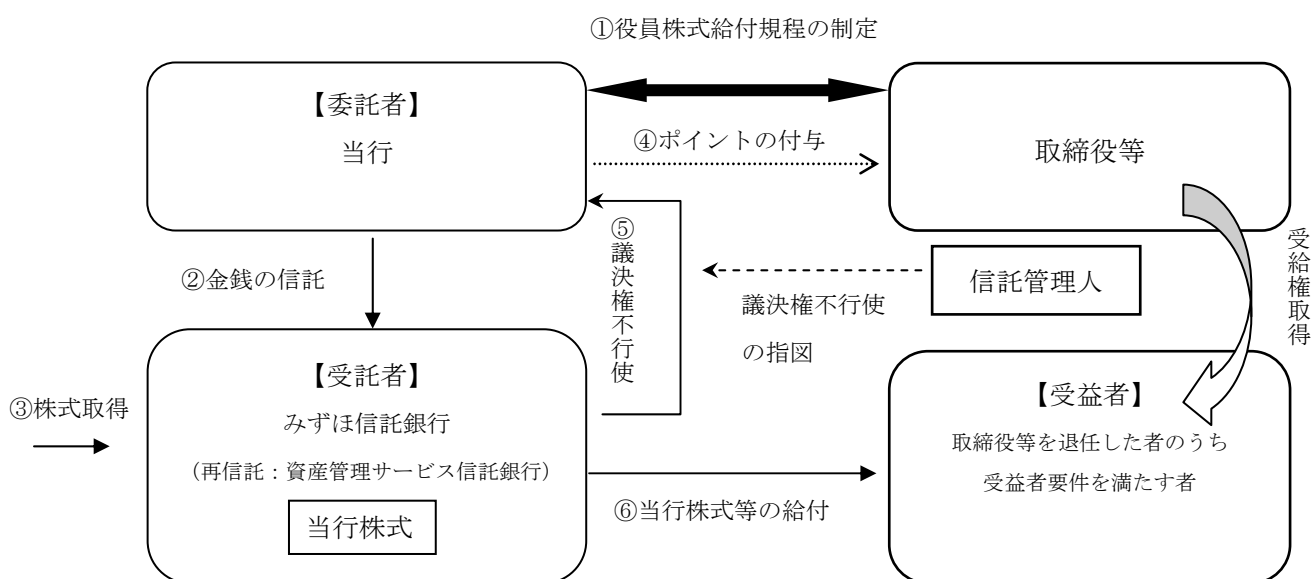 ①役員株式給付規程の制定
【委託者】
当行
④ポイントの付与
取締役等
②金銭の信託
⑤議決権不行使
議決権不行使
の指図
信託管理人
受給権取得
③株式取得
【受託者】
みずほ信託銀行
(再信託：資産管理サービス信託銀行)
当行株式
⑥当行株式等の給付
【受益者】
取締役等を退任した者のうち
受益者要件を満たす者